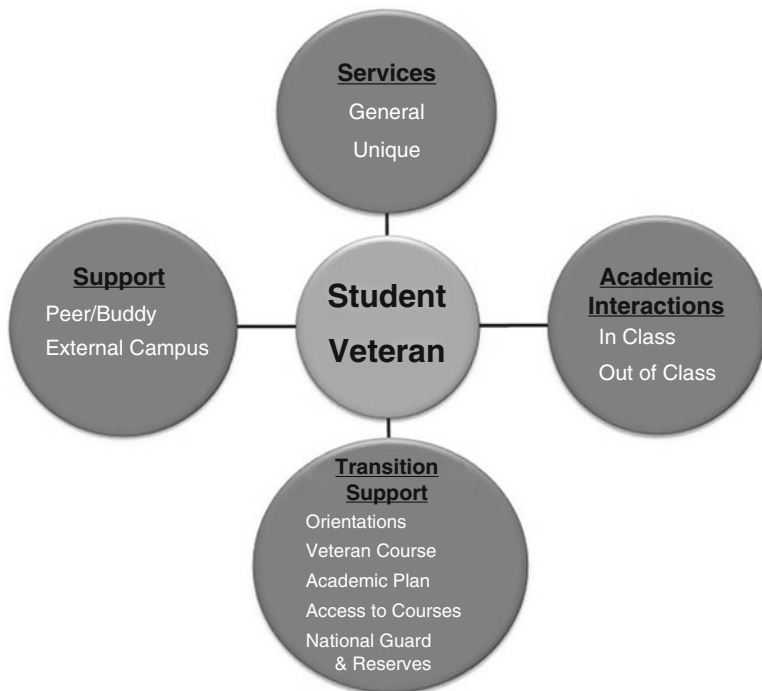 Services
General
Unique
Support
Peer/Buddy
External Campus
Student
Veteran
Academic
Interactions
In Class
Out of Class
Transition
Support
Orientations
Veteran Course
Academic Plan
Access to Courses
National Guard
& Reserves